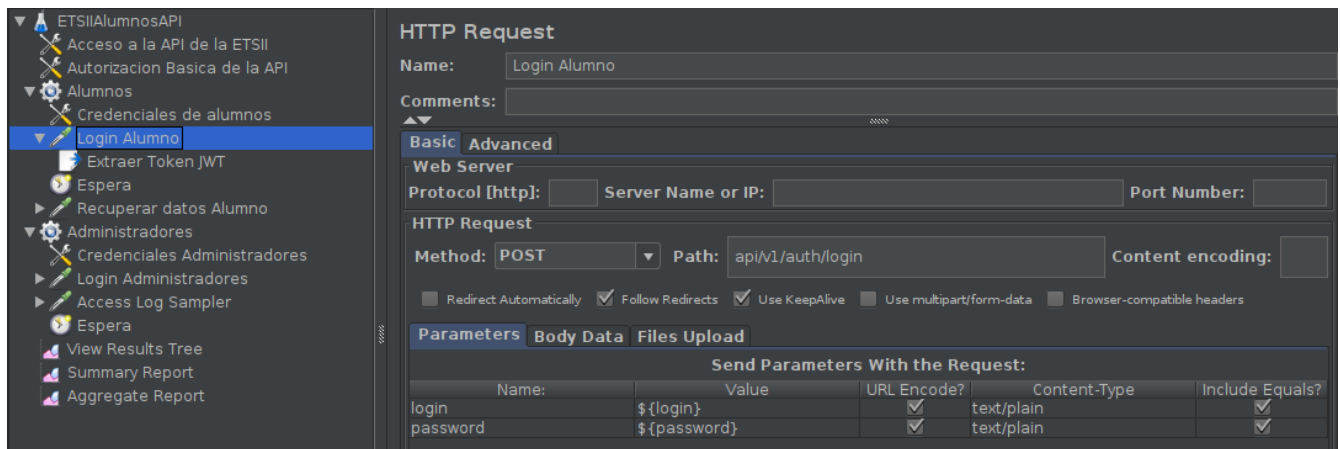 ETSIIAlumnosAPI
Acceso a la API de la ETSII
Autorizacion Basica de la API
Alumnos
Credenciales de alumnos
Login Alumno
Extraer Token JWT
Espera
Recuperar datos Alumno
Administradores
Credenciales Administradores
Login Administradores
Access Log Sampler
Espera
View Results Tree
Summary Report
Aggregate Report
HTTP Request
Name: Login Alumno
Comments:
Basic Advanced
Web Server
Protocol [http]: Server Name or IP: Port Number:
HTTP Request
Method: POST Path: api/v1/auth/login Content encoding:
Redirect Automatically Follow Redirects Use KeepAlive Use multipart/form-data Browser-compatible headers
Parameters Body Data Files Upload
Send Parameters With the Request:
Name: Value URL Encode? Content-Type Include Equals?
login ${login} text/plain
password ${password} text/plain